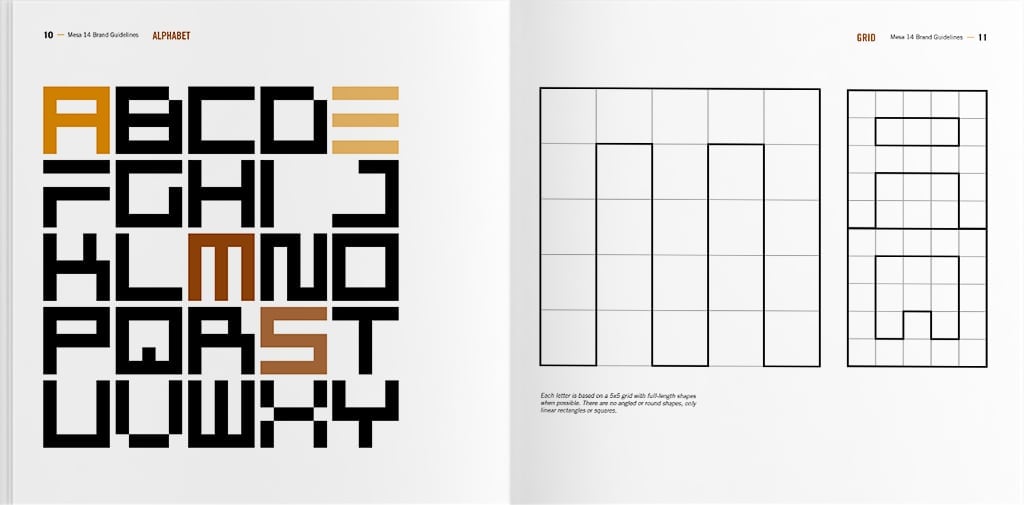 10 — Mesa 14 Brand Guidelines ALPHABET
ABCDE
FGHIJ
KLMNO
PQRST
UVWXY
GRID Mesa 14 Brand Guidelines — 11
Each letter is based on a 5x5 grid with full-length shapes
when possible. There are no angled or round shapes, only
linear rectangles or squares.